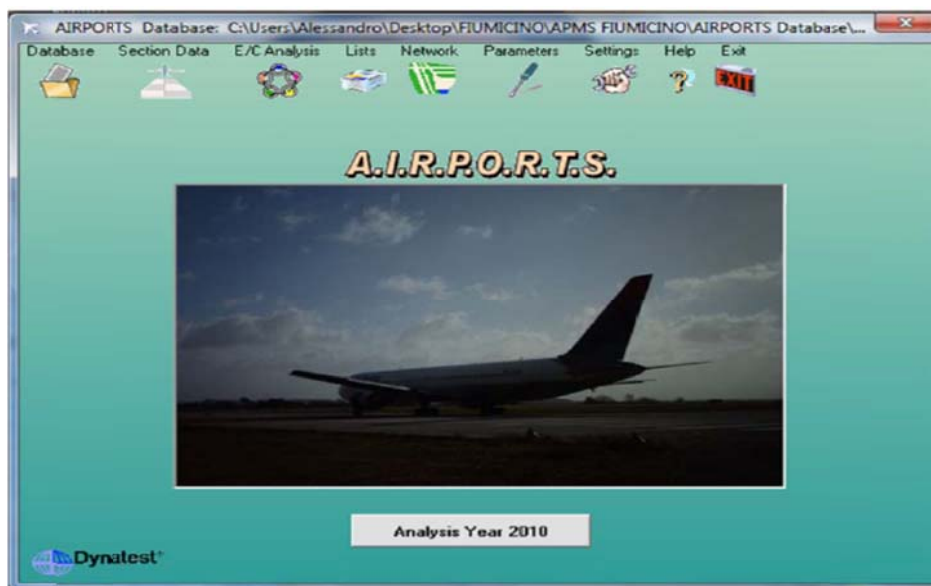 AIRPORTS Database: C:\Users\Alessandro\Desktop\FIUMICINO\APMS FIUMICINO\AIRPORTS Database\...
Database Section Data E/C Analysis Lists Network Parameters Settings Help Exit
EXIT
A.I.R.P.O.R.T.S.
Analysis Year 2010
Dynatest